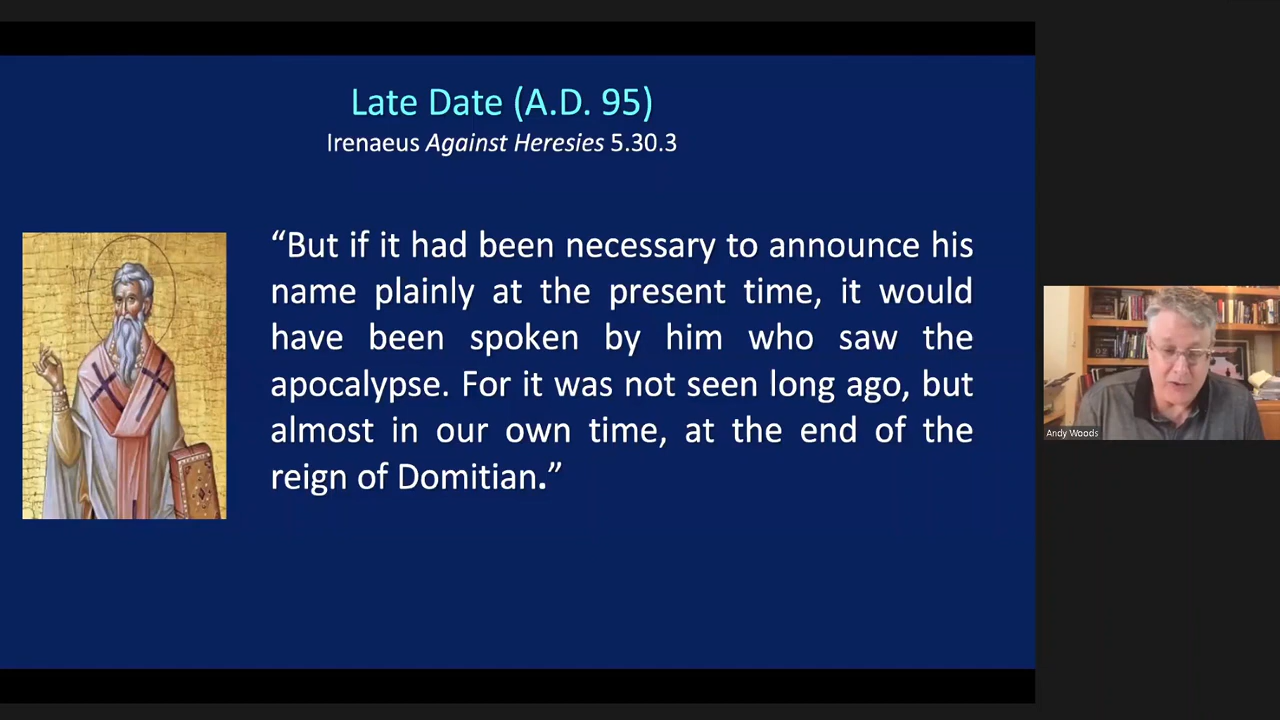 Late Date (A.D. 95)
Irenaeus Against Heresies 5.30.3
“But if it had been necessary to announce his
name plainly at the present time, it would
have been spoken by him who saw the
apocalypse. For it was not seen long ago, but
almost in our own time, at the end of the
reign of Domitian.”
Andy Woods